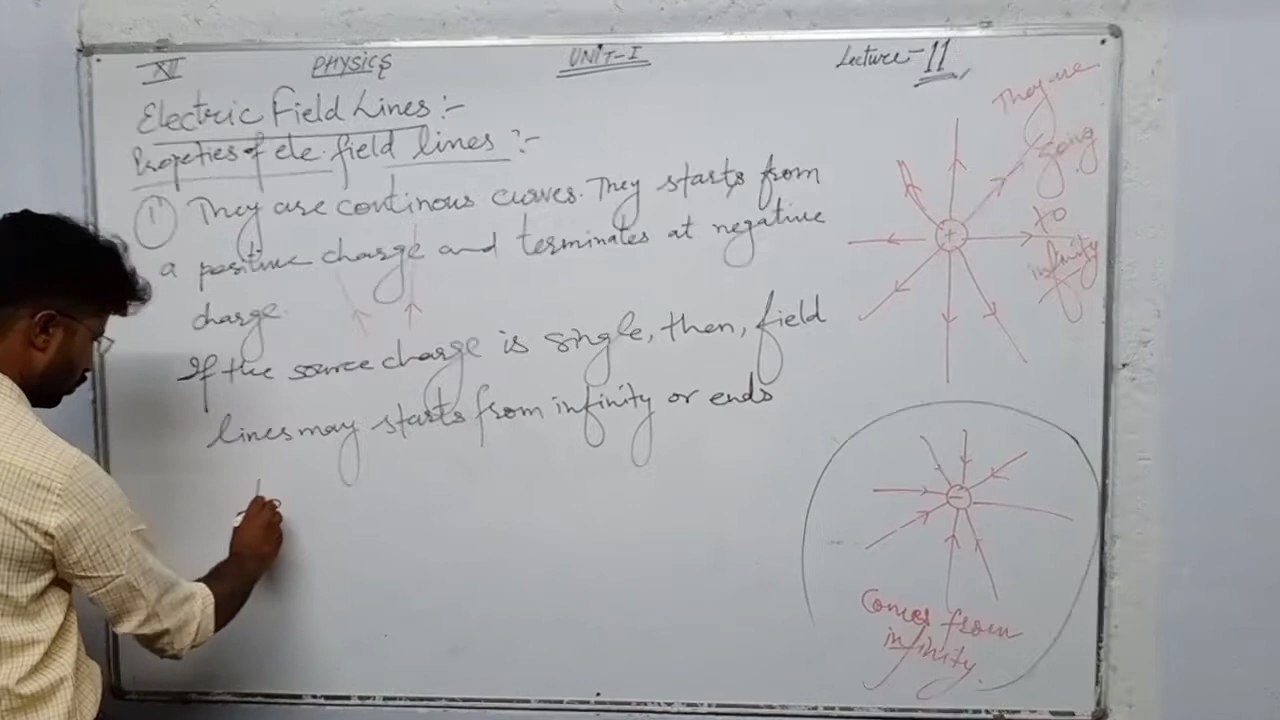 XII PHYSICS UNIT-I Lecture-11
Electric Field Lines:-
Propeties of ele. field lines:-
① They are continous curves. They starts from
a positive charge and terminates at negative
charge.
If the source charge is single, then, field
lines may starts from infinity or ends
They are
going
to
infinity
+
-
Comes from
infinity.